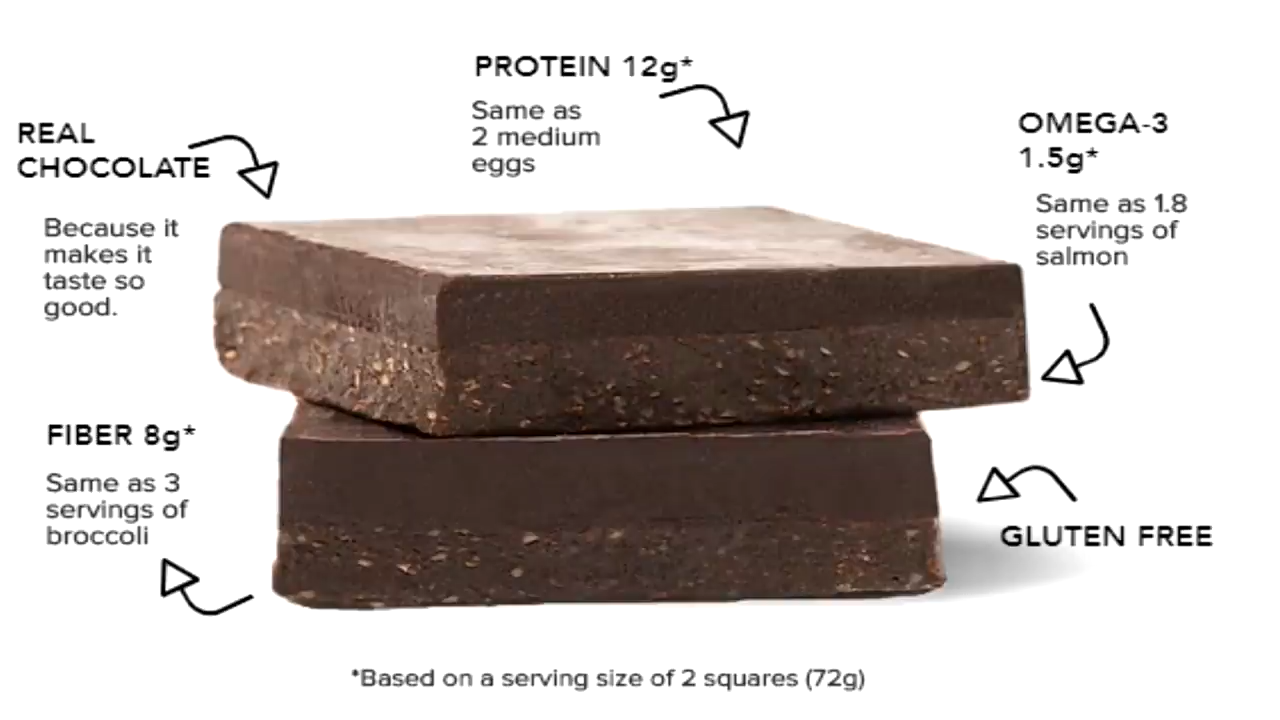 PROTEIN 12g*
Same as
2 medium
eggs
REAL
CHOCOLATE
Because it
makes it
taste so
good.
OMEGA-3
1.5g*
Same as 1.8
servings of
salmon
FIBER 8g*
Same as 3
servings of
broccoli
GLUTEN FREE
*Based on a serving size of 2 squares (72g)